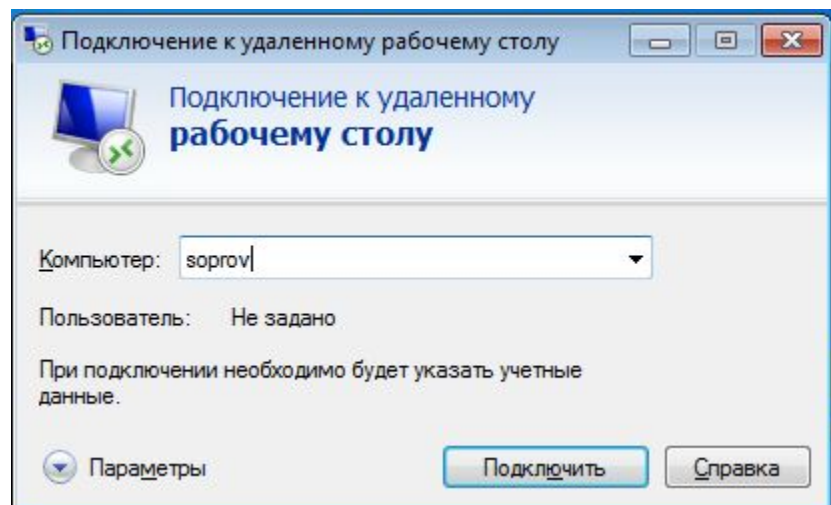 Подключение к удаленному рабочему столу
Подключение к удаленному
рабочему столу
Компьютер: soprov
Пользователь: Не задано
При подключении необходимо будет указать учетные
данные.
Параметры Подключить Справка